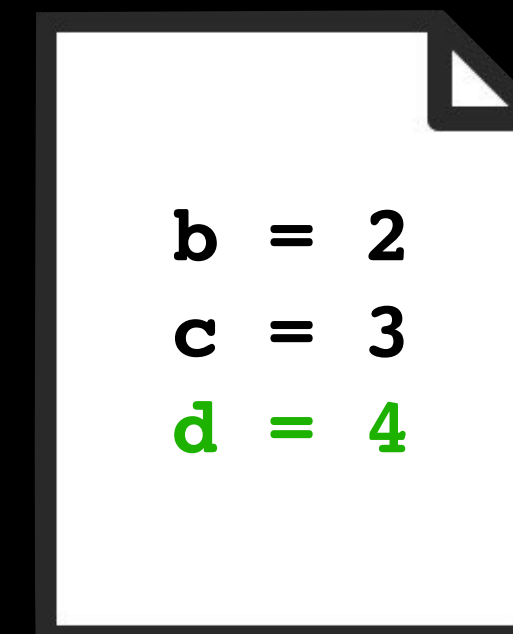 b = 2
c = 3
d = 4